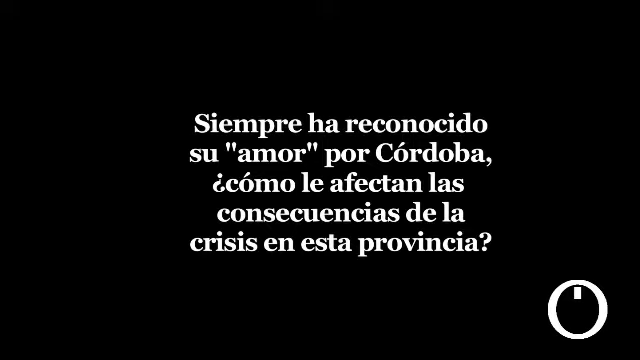 Siempre ha reconocido
su "amor" por Córdoba,
¿cómo le afectan las
consecuencias de la
crisis en esta provincia?